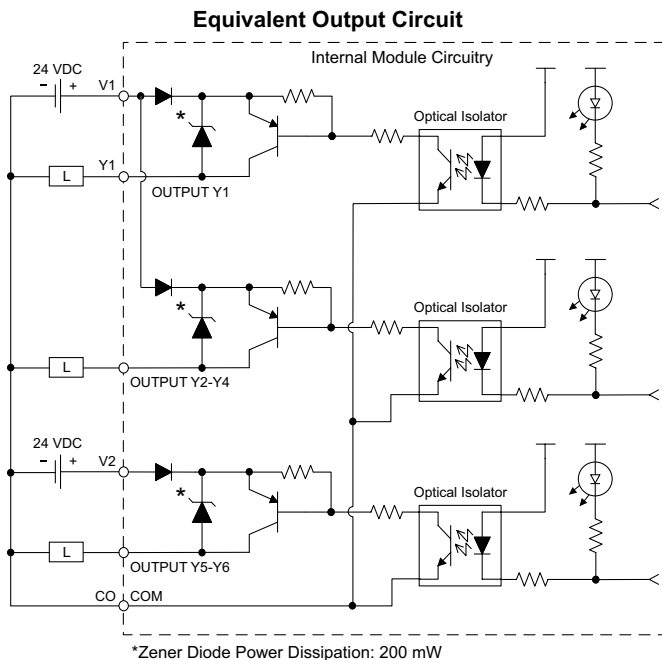 Equivalent Output Circuit
Internal Module Circuitry
24 VDC
- +
V1
*
Optical Isolator
L
Y1
OUTPUT Y1
*
Optical Isolator
L
OUTPUT Y2-Y4
24 VDC
- +
V2
*
Optical Isolator
L
OUTPUT Y5-Y6
CO COM
*Zener Diode Power Dissipation: 200 mW